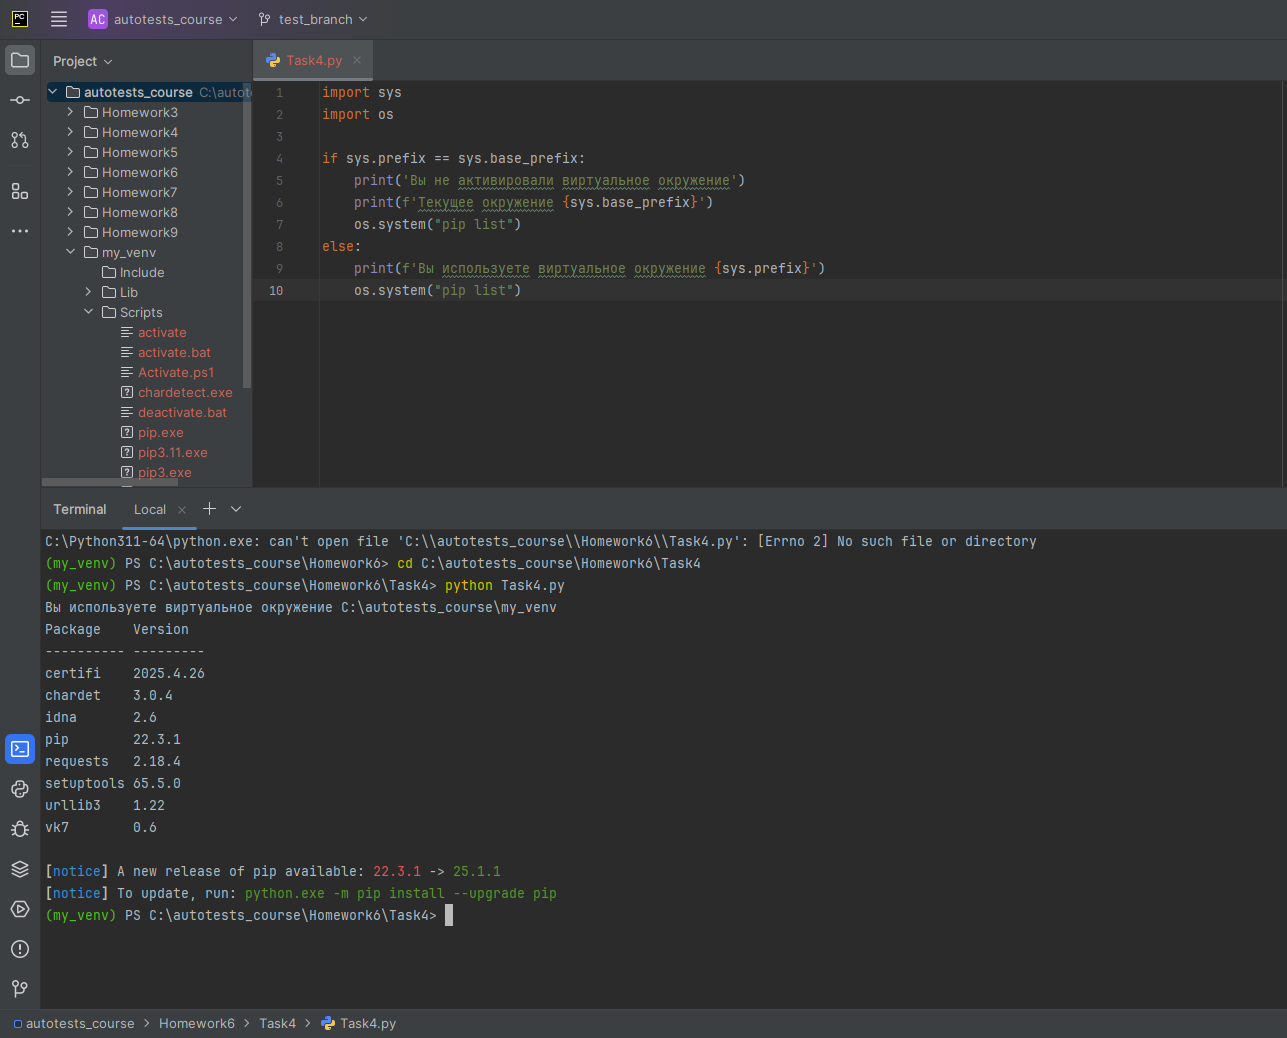 PC AC autotests_course test_branch
Project
Task4.py
autotests_course C:\autot
Homework3
Homework4
Homework5
Homework6
Homework7
Homework8
Homework9
my_venv
Include
Lib
Scripts
activate
activate.bat
Activate.ps1
chardetect.exe
deactivate.bat
pip.exe
pip3.11.exe
pip3.exe
1 import sys
2 import os
3
4 if sys.prefix == sys.base_prefix:
5 print('Вы не активировали виртуальное окружение')
6 print(f'Текущее окружение {sys.base_prefix}')
7 os.system("pip list")
8 else:
9 print(f'Вы используете виртуальное окружение {sys.prefix}')
10 os.system("pip list")
Terminal Local
C:\Python311-64\python.exe: can't open file 'C:\\autotests_course\\Homework6\\Task4.py': [Errno 2] No such file or directory
(my_venv) PS C:\autotests_course\Homework6> cd C:\autotests_course\Homework6\Task4
(my_venv) PS C:\autotests_course\Homework6\Task4> python Task4.py
Вы используете виртуальное окружение C:\autotests_course\my_venv
Package Version
---------- ---------
certifi 2025.4.26
chardet 3.0.4
idna 2.6
pip 22.3.1
requests 2.18.4
setuptools 65.5.0
urllib3 1.22
vk7 0.6
[notice] A new release of pip available: 22.3.1 -> 25.1.1
[notice] To update, run: python.exe -m pip install --upgrade pip
(my_venv) PS C:\autotests_course\Homework6\Task4>
autotests_course > Homework6 > Task4 > Task4.py